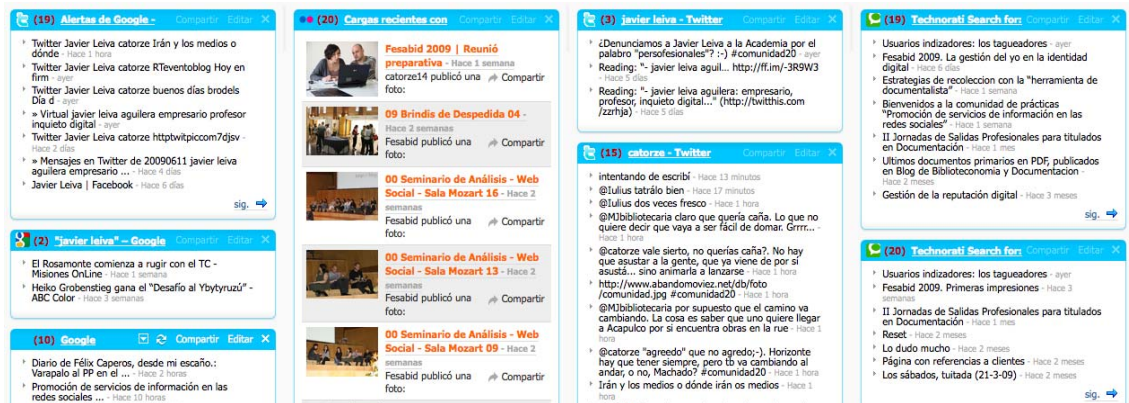 (19) Alertas de Google - Compartir Editar ×
Twitter Javier Leiva catorze Irán y los medios o
dónde - Hace 1 hora
Twitter Javier Leiva catorze RTeventoblog Hoy en
firm - ayer
Twitter Javier Leiva catorze buenos días brodels
Día d - ayer
» Virtual javier leiva aguilera empresario profesor
inquieto digital - ayer
Twitter Javier Leiva catorze httptwitpiccom7djsv -
Hace 2 días
» Mensajes en Twitter de 20090611 javier leiva
aguilera empresario ... - Hace 4 días
Javier Leiva | Facebook - Hace 6 días
sig.
(2) "javier leiva" – Google Compartir Editar ×
El Rosamonte comienza a rugir con el TC -
Misiones OnLine - Hace 1 semana
Heiko Grobenstieg gana el "Desafío al Ybytyruzú" -
ABC Color - Hace 3 semanas
(10) Google Compartir Editar ×
Diario de Félix Caperos, desde mi escaño.:
Varapalo al PP en el ... - Hace 2 horas
Promoción de servicios de información en las
redes sociales ... - Hace 10 horas
(20) Cargas recientes con Compartir Editar ×
Fesabid 2009 | Reunió
preparativa - Hace 1 semana
catorze14 publicó una Compartir
foto:
00 Brindis de Despedida 04 -
Hace 2 semanas
Fesabid publicó una Compartir
foto:
00 Seminario de Análisis - Web
Social - Sala Mozart 16 - Hace 2
semanas
Fesabid publicó una Compartir
foto:
00 Seminario de Análisis - Web
Social - Sala Mozart 13 - Hace 2
semanas
Fesabid publicó una Compartir
foto:
00 Seminario de Análisis - Web
Social - Sala Mozart 09 - Hace 2
semanas
Fesabid publicó una Compartir
foto:
(3) javier leiva - Twitter Compartir Editar ×
¿Denunciamos a Javier Leiva a la Academia por el
palabro "persofesionales"? :-) #comunidad20 - ayer
Reading: "- javier leiva aguil... http://ff.im/-3R9W3
- Hace 5 días
Reading: "- javier leiva aguilera: empresario,
profesor, inquieto digital..." (http://twitthis.com
/zzrhja) - Hace 5 días
(15) catorze - Twitter Compartir Editar ×
intentando de escribí - Hace 13 minutos
@Iulius tatrálo bien - Hace 17 minutos
@Iulius dos veces fresco - Hace 1 hora
@MJbibliotecaria claro que quería caña. Lo que no
quiere decir que vaya a ser fácil de domar. Grrrr... -
Hace 1 hora
@catorze vale sierto, no querías caña?. No hay
que asustar a la gente, que ya viene de por sí
asustá... sino animarla a lanzarse - Hace 1 hora
http://www.abandomoviez.net/db/foto
/comunidad.jpg #comunidad20 - Hace 1 hora
@MJbibliotecaria por supuesto que el camino va
cambiando. La cosa es saber uno quiere llegar
a Acapulco por si encuentra obras en la rue - Hace 1
hora
@catorze "agreedo" que no agredo;-). Horizonte
hay que tener siempre, pero tb va cambiando al
andar, o no, Machado? #comunidad20 - Hace 1 hora
Irán y los medios o dónde irán os medios - Hace 1
hora
(19) Technorati Search for: Compartir Editar ×
Usuarios indizadores: los tagueadores - ayer
Fesabid 2009. La gestión del yo en la identidad
digital - Hace 6 días
Estrategias de recoleccion con la "herramienta de
documentalista" - Hace 1 semana
Bienvenidos a la comunidad de prácticas
"Promoción de servicios de información en las
redes sociales" - Hace 1 semana
II Jornadas de Salidas Profesionales para titulados
en Documentación - Hace 1 mes
Ultimos documentos primarios en PDF, publicados
en Blog de Biblioteconomia y Documentacion -
Hace 2 meses
Gestión de la reputación digital - Hace 3 meses
sig.
(20) Technorati Search for: Compartir Editar ×
Usuarios indizadores: los tagueadores - ayer
Fesabid 2009. Primeras impresiones - Hace 3
semanas
II Jornadas de Salidas Profesionales para titulados
en Documentación - Hace 1 mes
Reset - Hace 2 meses
Lo dudo mucho - Hace 2 meses
Página con referencias a clientes - Hace 2 meses
Los sábados, tuitada (21-3-09) - Hace 2 meses
sig.